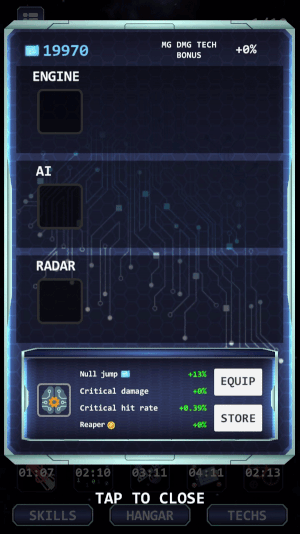 19970
MG DMG TECH
BONUS
+0%
ENGINE
AI
RADAR
Null jump +13%
Critical damage +0%
Critical hit rate +0.39%
Reaper +0%
EQUIP
STORE
01:07 02:10 03:11 04:11 02:13
TAP TO CLOSE
SKILLS HANGAR TECHS